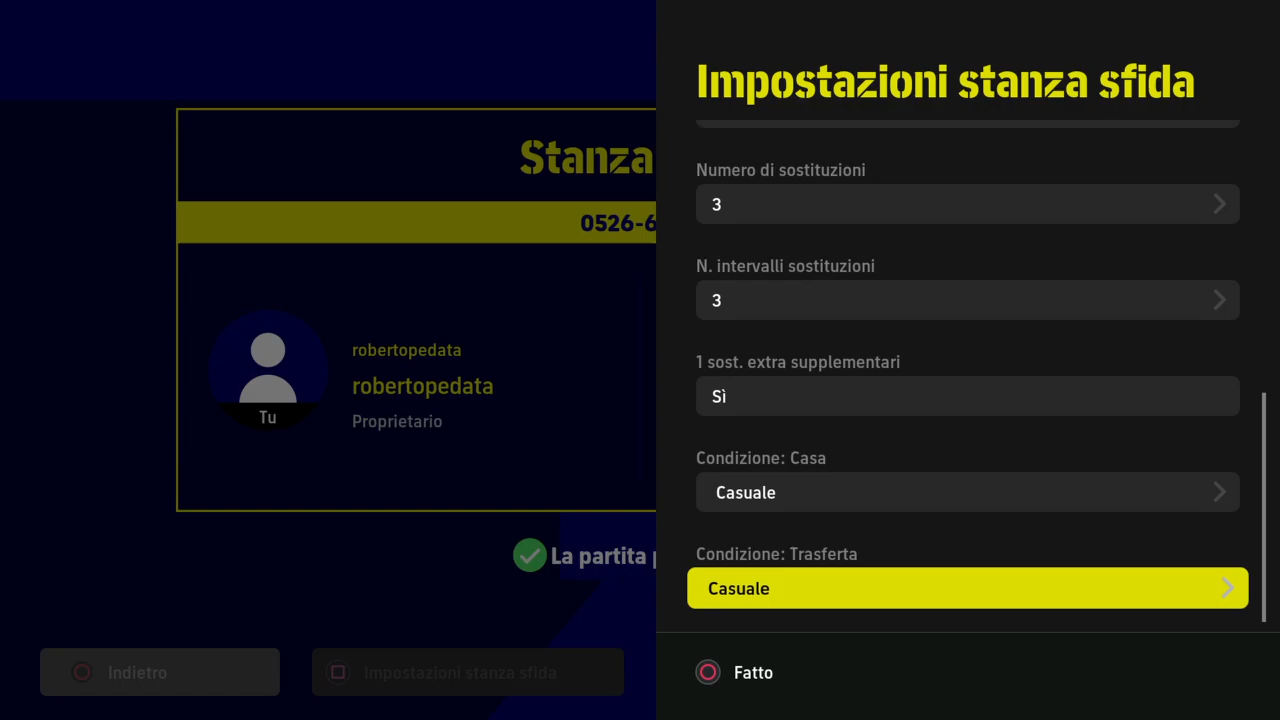 Stanza
0526-6
robertopedata
robertopedata
Tu
Proprietario
La partita
Indietro
Impostazioni stanza sfida
Impostazioni stanza sfida
Numero di sostituzioni
3
N. intervalli sostituzioni
3
1 sost. extra supplementari
Sì
Condizione: Casa
Casuale
Condizione: Trasferta
Casuale
Fatto